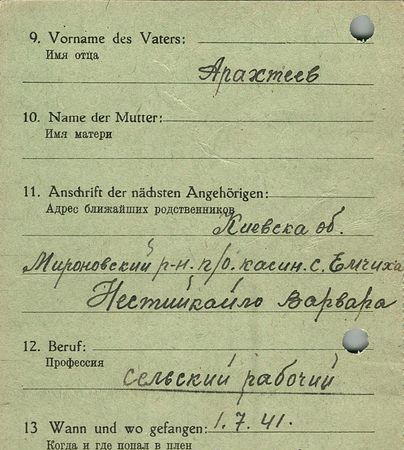 9. Vorname des Vaters:
Имя отца
Арахтеев
10. Name der Mutter:
Имя матери
11. Anschrift der nächsten Angehörigen:
Адрес ближайших родственников
Киевска об.
Мироновский р-н. п/о. касин. с. Емчиха
Нестийкайло Варвара
12. Beruf:
Профессия
сельский рабочий
13 Wann und wo gefangen: 1.7.41.
Когда и где попал в плен